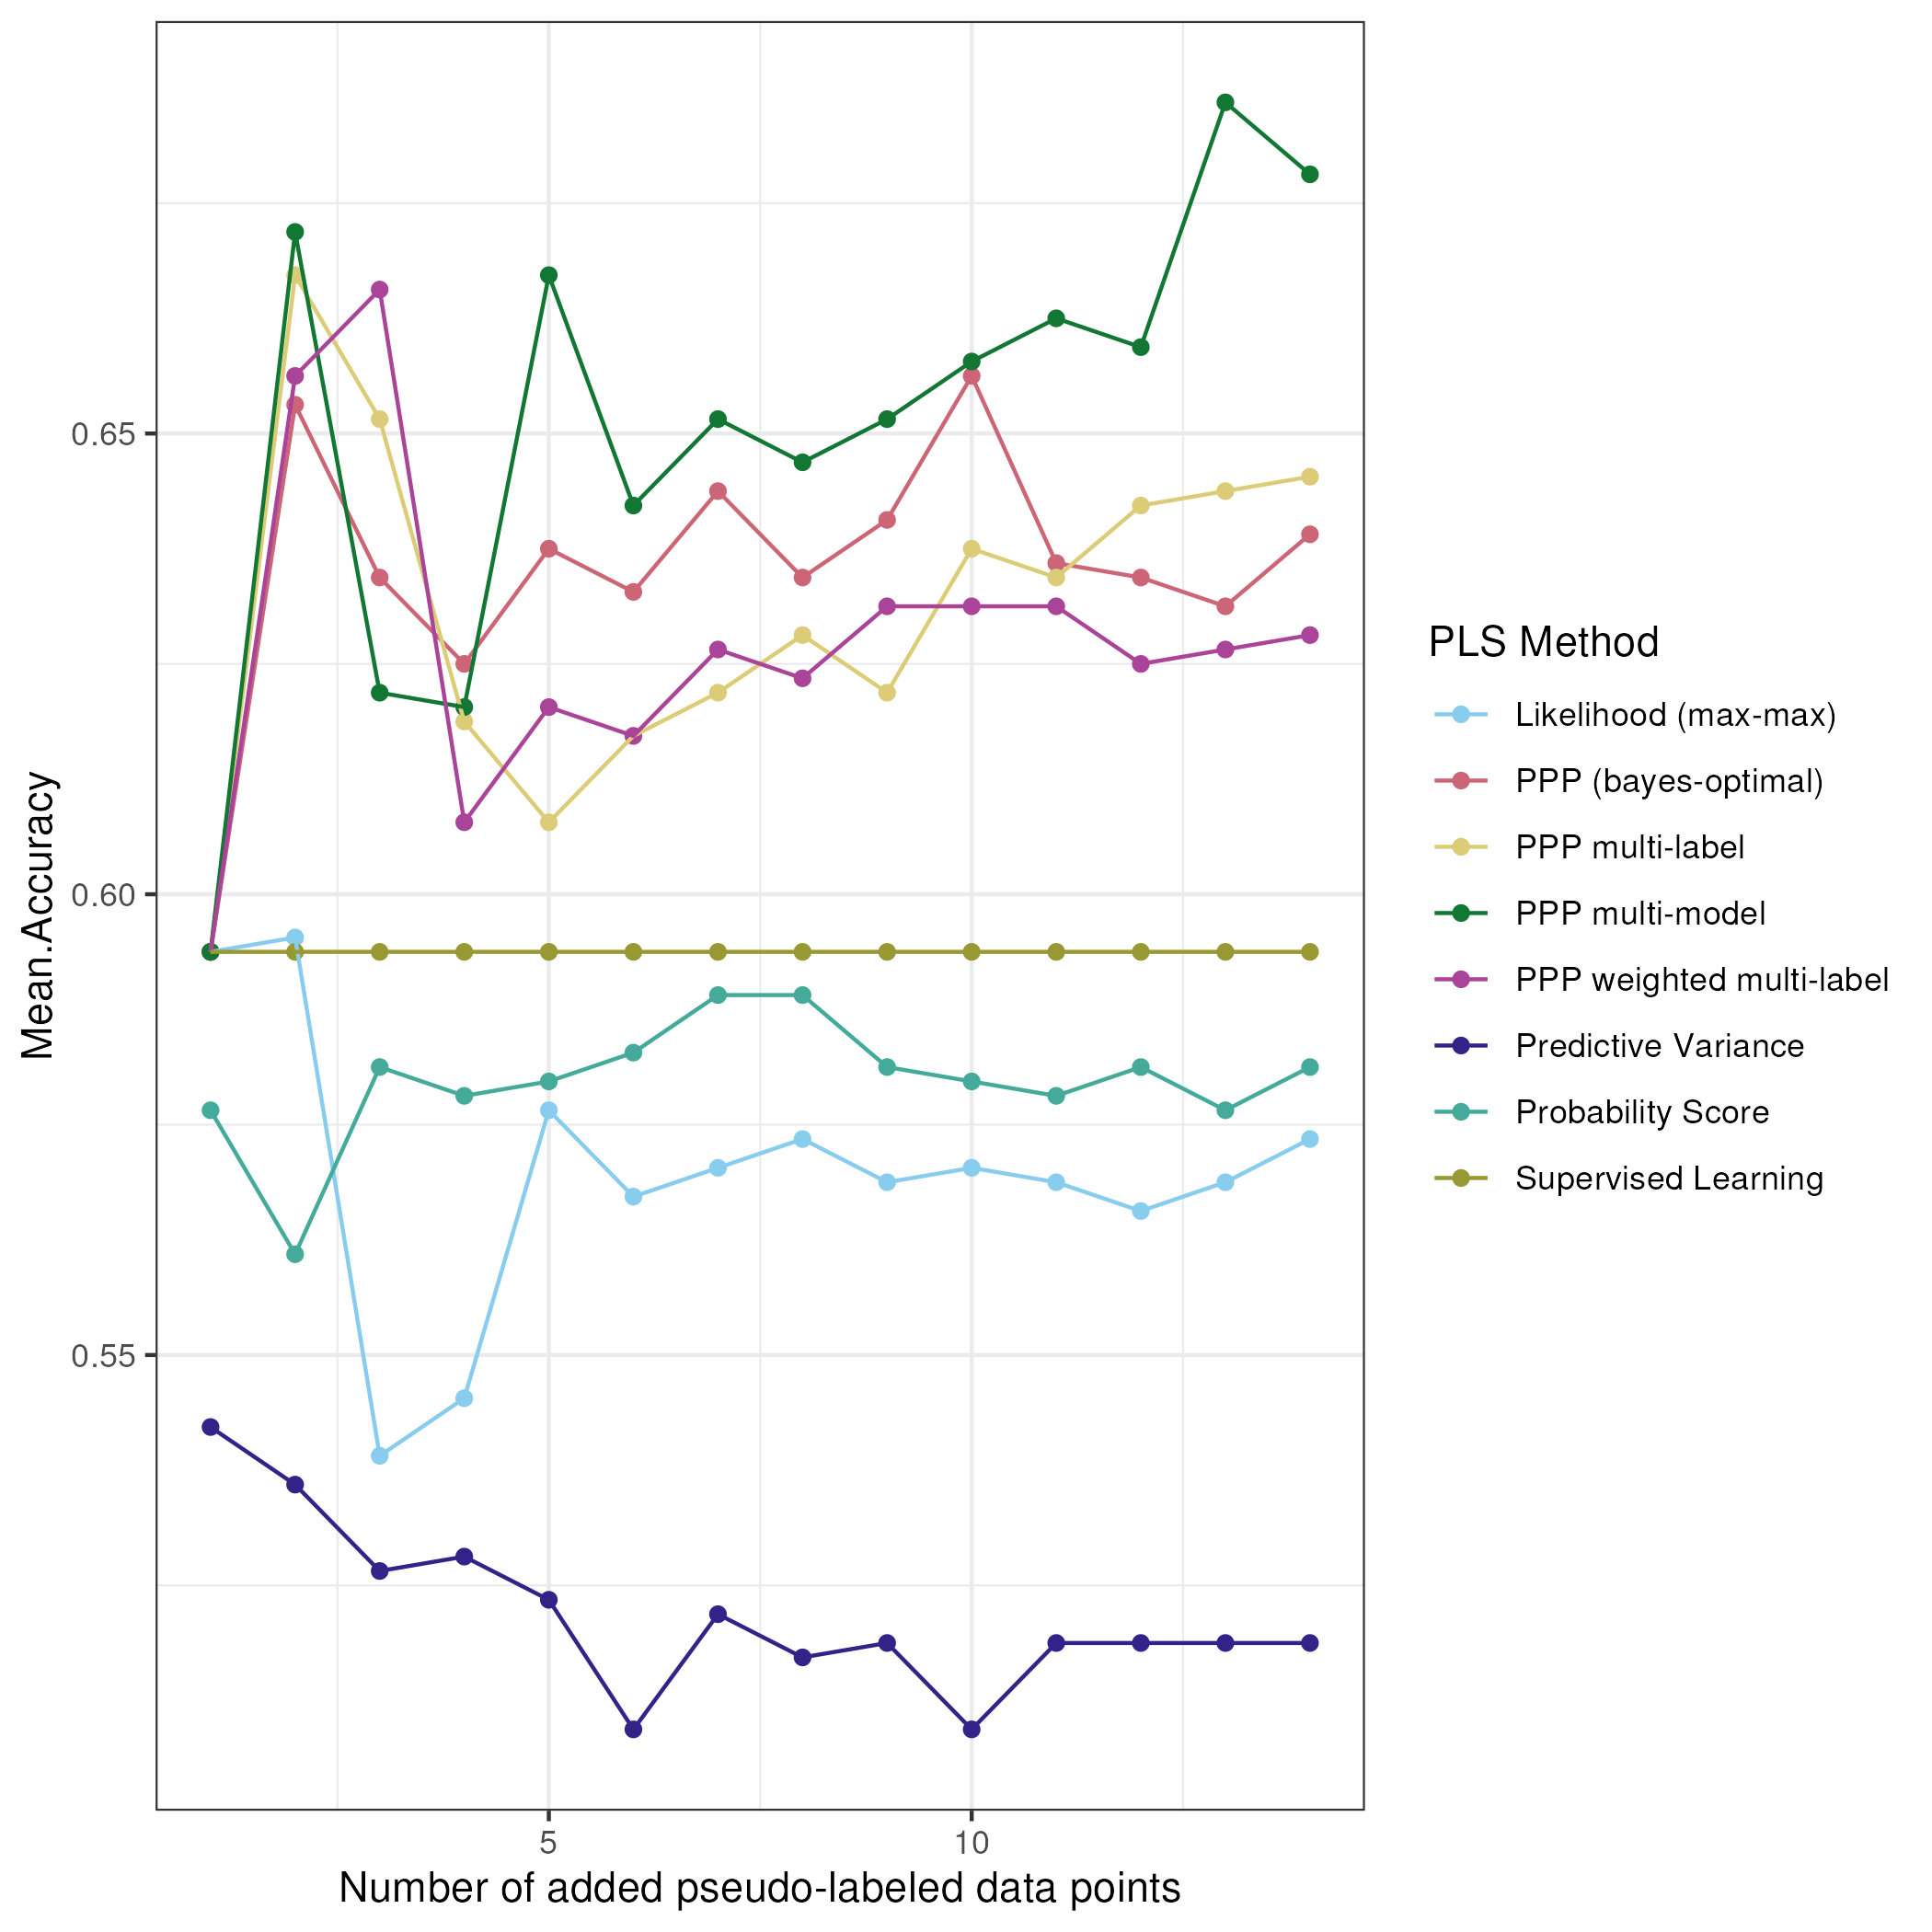 Mean.Accuracy
0.65
0.60
0.55
5
10
Number of added pseudo-labeled data points
PLS Method
Likelihood (max-max)
PPP (bayes-optimal)
PPP multi-label
PPP multi-model
PPP weighted multi-label
Predictive Variance
Probability Score
Supervised Learning